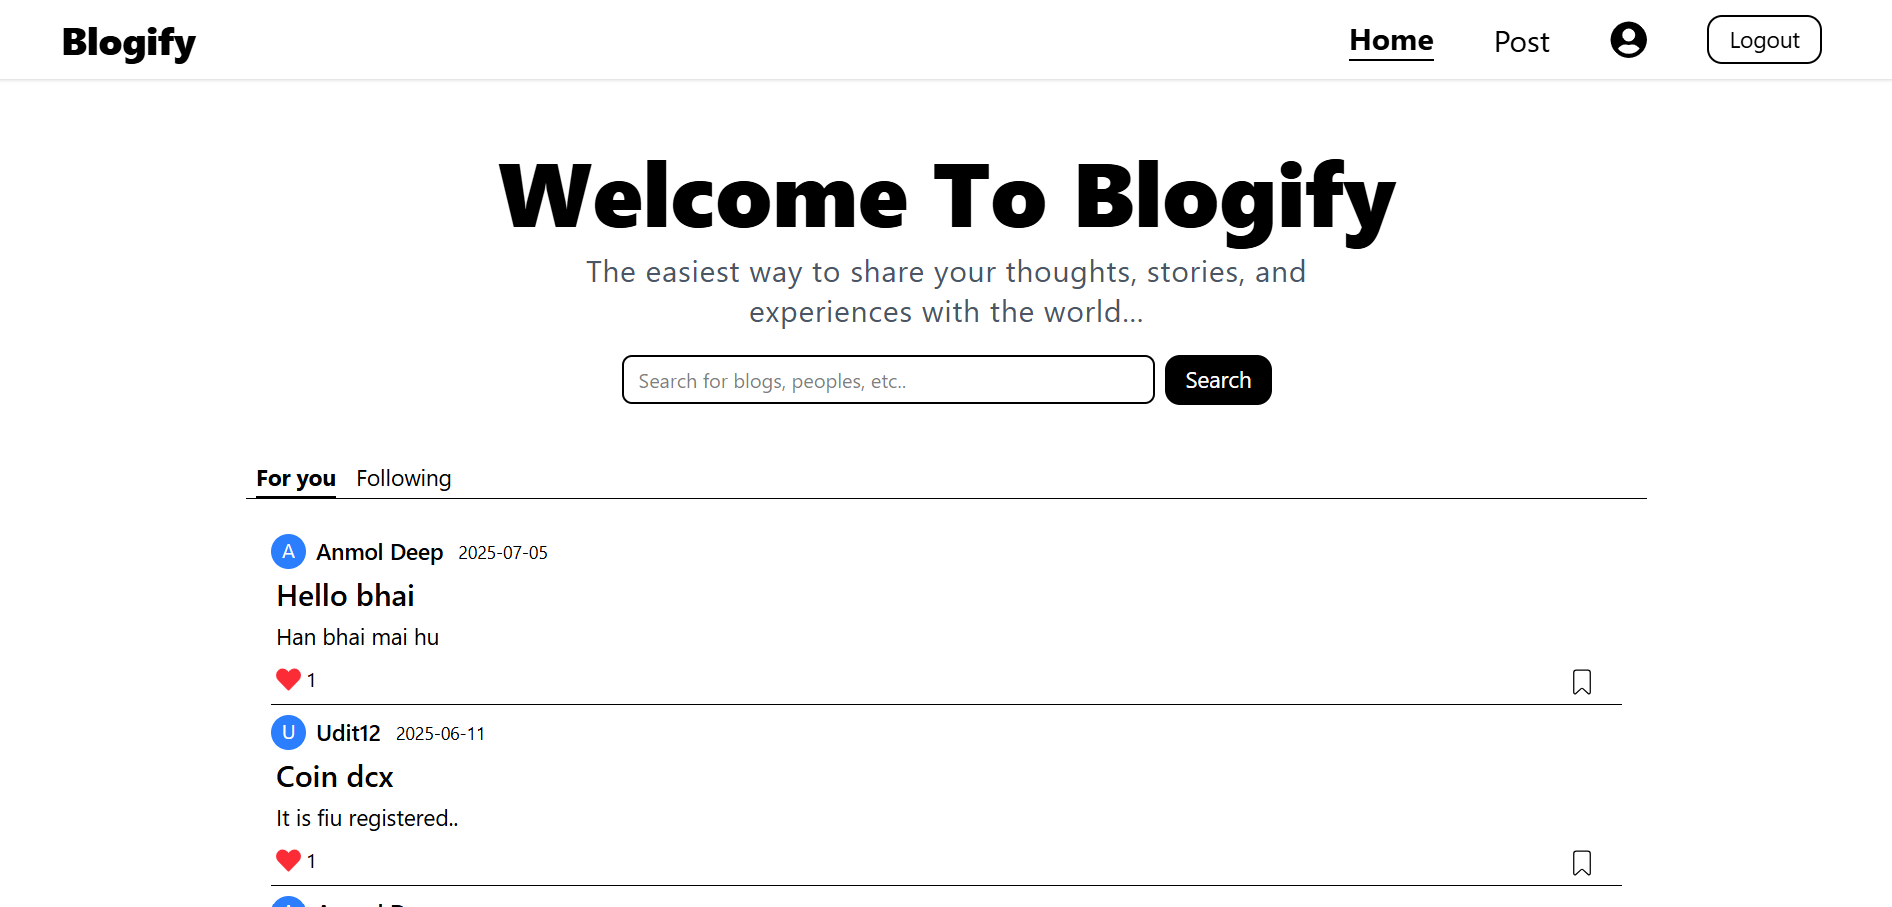 Blogify
Home Post Logout
Welcome To Blogify
The easiest way to share your thoughts, stories, and
experiences with the world...
Search for blogs, peoples, etc.. Search
For you Following
A Anmol Deep 2025-07-05
Hello bhai
Han bhai mai hu
1
U Udit12 2025-06-11
Coin dcx
It is fiu registered..
1